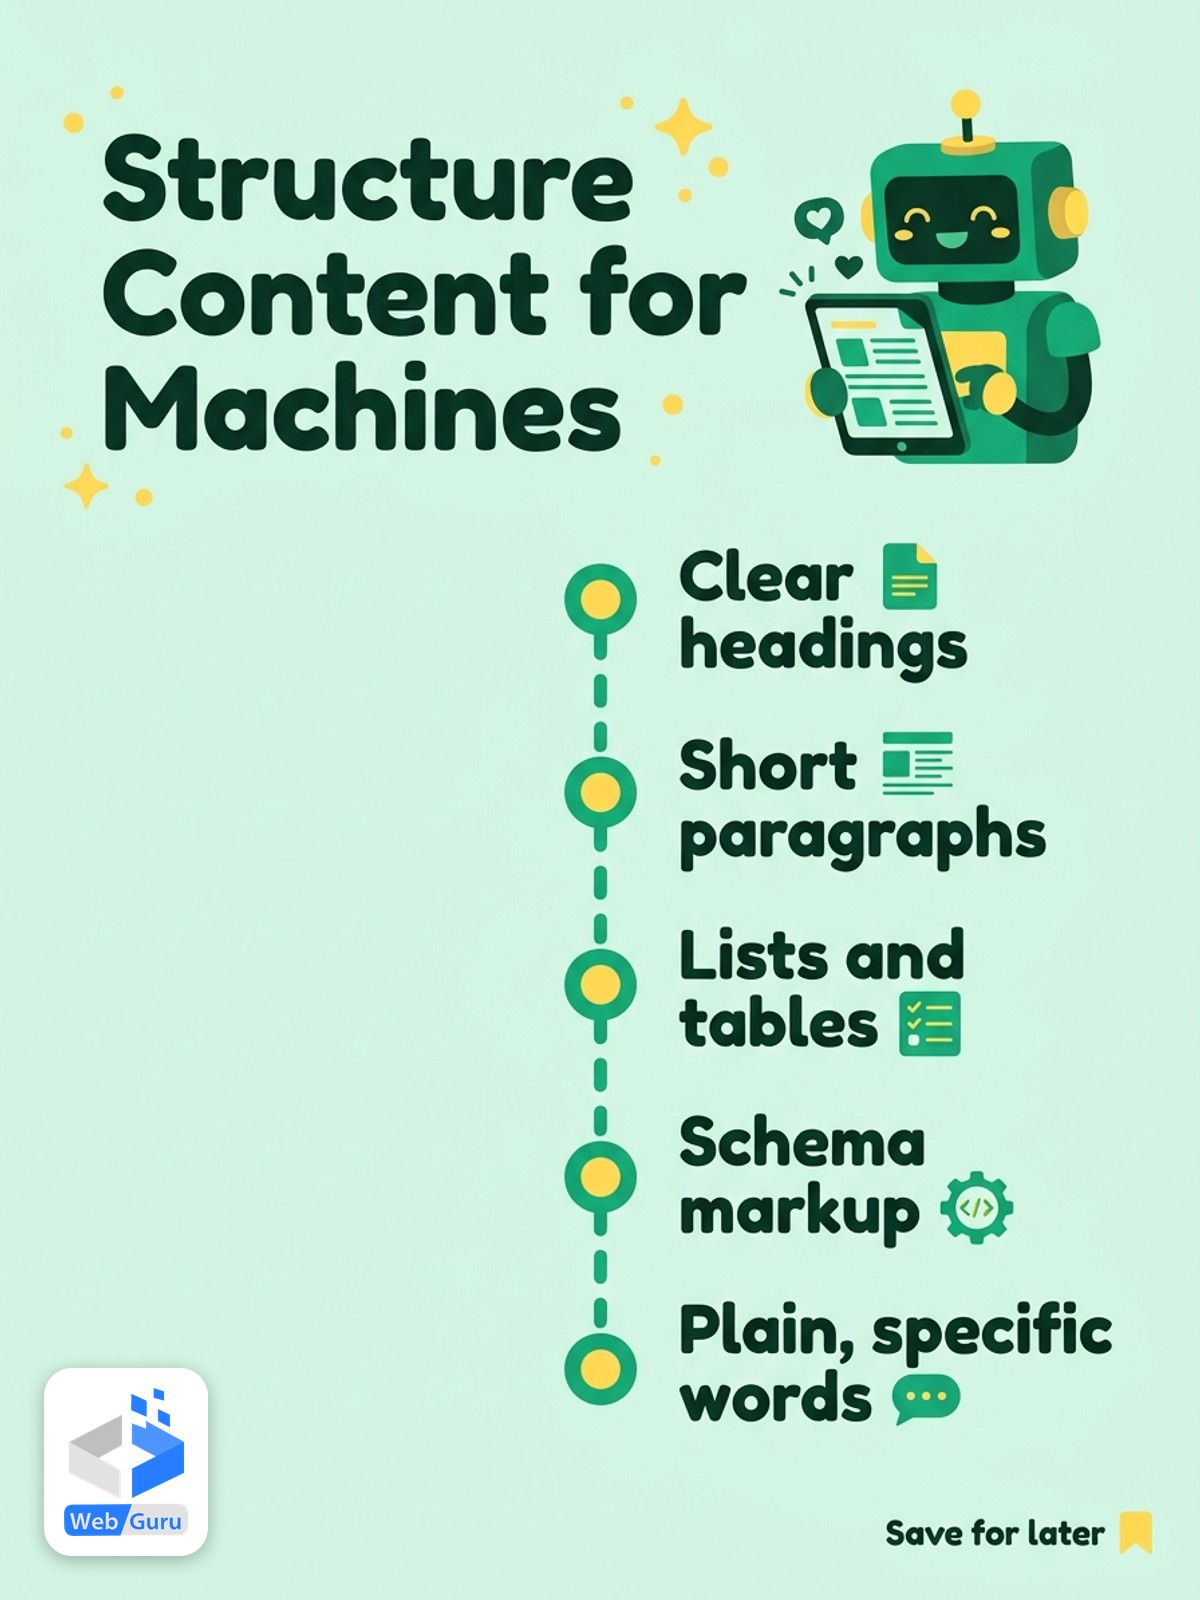 Structure
Content for
Machines
Clear
headings
Short
paragraphs
Lists and
tables
Schema
markup
</>
Plain, specific
words
Web/Guru
Save for later